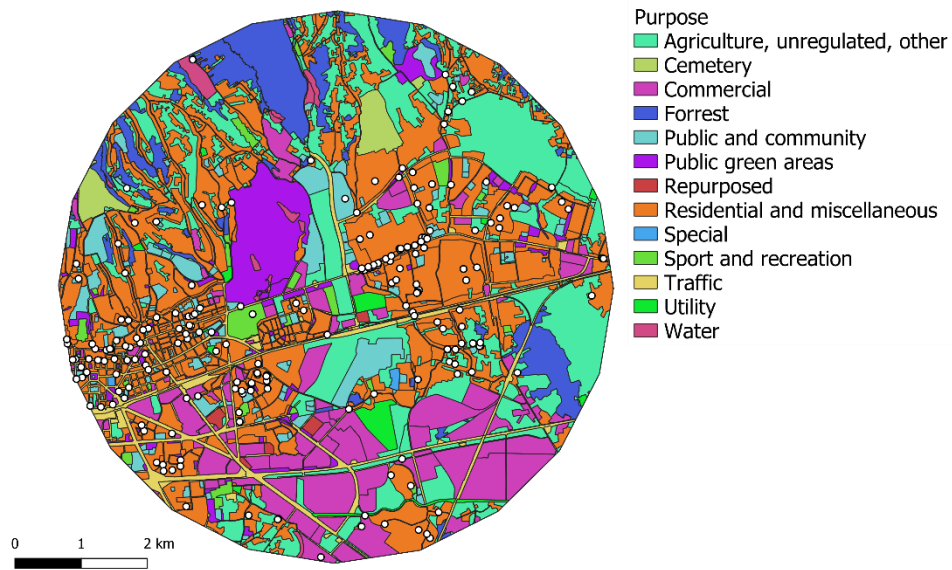 Purpose
Agriculture, unregulated, other
Cemetery
Commercial
Forrest
Public and community
Public green areas
Repurposed
Residential and miscellaneous
Special
Sport and recreation
Traffic
Utility
Water
0 1 2 km